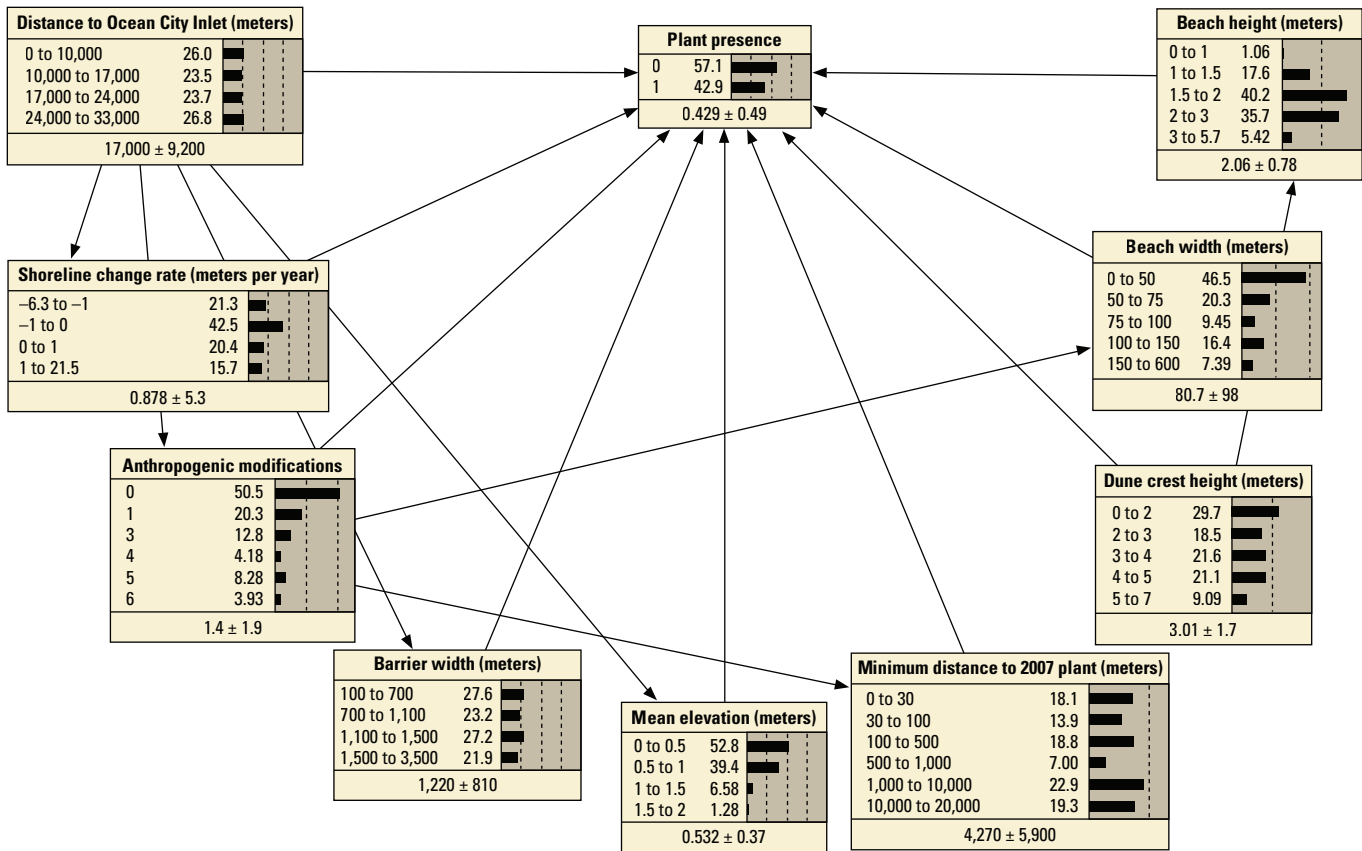 Distance to Ocean City Inlet (meters)
0 to 10,000 26.0
10,000 to 17,000 23.5
17,000 to 24,000 23.7
24,000 to 33,000 26.8
17,000 ± 9,200
Plant presence
0 57.1
1 42.9
0.429 ± 0.49
Beach height (meters)
0 to 1 1.06
1 to 1.5 17.6
1.5 to 2 40.2
2 to 3 35.7
3 to 5.7 5.42
2.06 ± 0.78
Shoreline change rate (meters per year)
–6.3 to –1 21.3
–1 to 0 42.5
0 to 1 20.4
1 to 21.5 15.7
0.878 ± 5.3
Beach width (meters)
0 to 50 46.5
50 to 75 20.3
75 to 100 9.45
100 to 150 16.4
150 to 600 7.39
80.7 ± 98
Anthropogenic modifications
0 50.5
1 20.3
3 12.8
4 4.18
5 8.28
6 3.93
1.4 ± 1.9
Dune crest height (meters)
0 to 2 29.7
2 to 3 18.5
3 to 4 21.6
4 to 5 21.1
5 to 7 9.09
3.01 ± 1.7
Barrier width (meters)
100 to 700 27.6
700 to 1,100 23.2
1,100 to 1,500 27.2
1,500 to 3,500 21.9
1,220 ± 810
Mean elevation (meters)
0 to 0.5 52.8
0.5 to 1 39.4
1 to 1.5 6.58
1.5 to 2 1.28
0.532 ± 0.37
Minimum distance to 2007 plant (meters)
0 to 30 18.1
30 to 100 13.9
100 to 500 18.8
500 to 1,000 7.00
1,000 to 10,000 22.9
10,000 to 20,000 19.3
4,270 ± 5,900